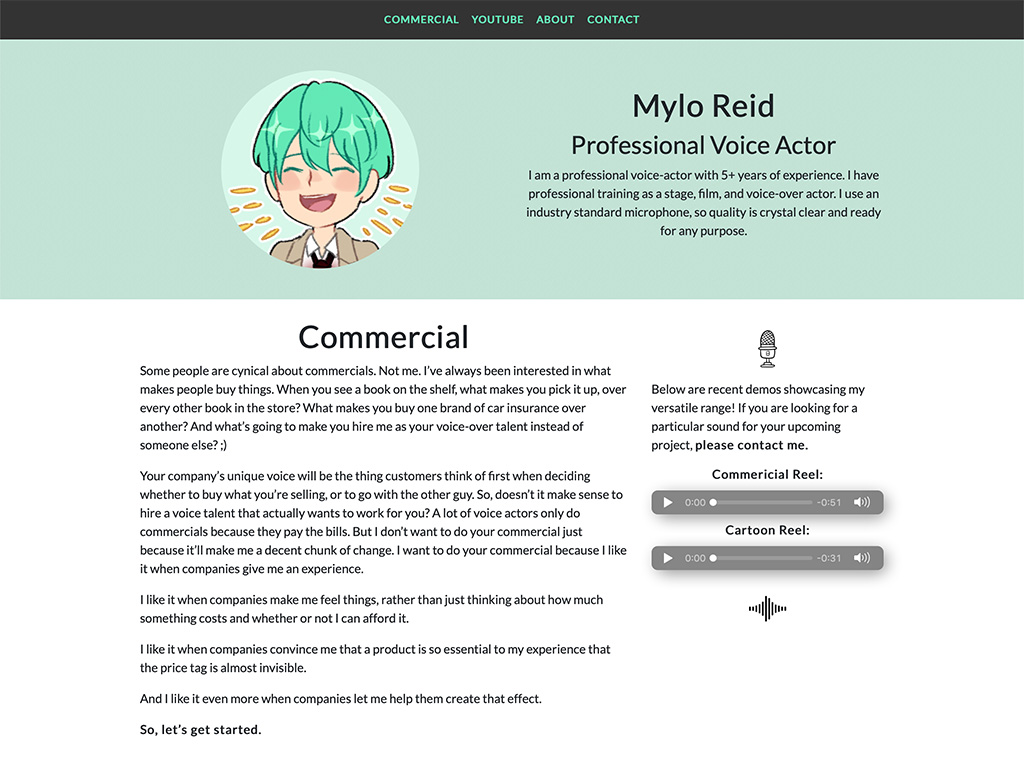 COMMERCIAL YOUTUBE ABOUT CONTACT
Mylo Reid
Professional Voice Actor
I am a professional voice-actor with 5+ years of experience. I have
professional training as a stage, film, and voice-over actor. I use an
industry standard microphone, so quality is crystal clear and ready
for any purpose.
Commercial
Some people are cynical about commercials. Not me. I’ve always been interested in what
makes people buy things. When you see a book on the shelf, what makes you pick it up, over
every other book in the store? What makes you buy one brand of car insurance over
another? And what’s going to make you hire me as your voice-over talent instead of
someone else? ;)
Your company’s unique voice will be the thing customers think of first when deciding
whether to buy what you’re selling, or to go with the other guy. So, doesn’t it make sense to
hire a voice talent that actually wants to work for you? A lot of voice actors only do
commercials because they pay the bills. But I don’t want to do your commercial just
because it’ll make me a decent chunk of change. I want to do your commercial because I like
it when companies give me an experience.
I like it when companies make me feel things, rather than just thinking about how much
something costs and whether or not I can afford it.
I like it when companies convince me that a product is so essential to my experience that
the price tag is almost invisible.
And I like it even more when companies let me help them create that effect.
So, let’s get started.
Below are recent demos showcasing my
versatile range! If you are looking for a
particular sound for your upcoming
project, please contact me.
Commericial Reel:
0:00 -0:51
Cartoon Reel:
0:00 -0:31